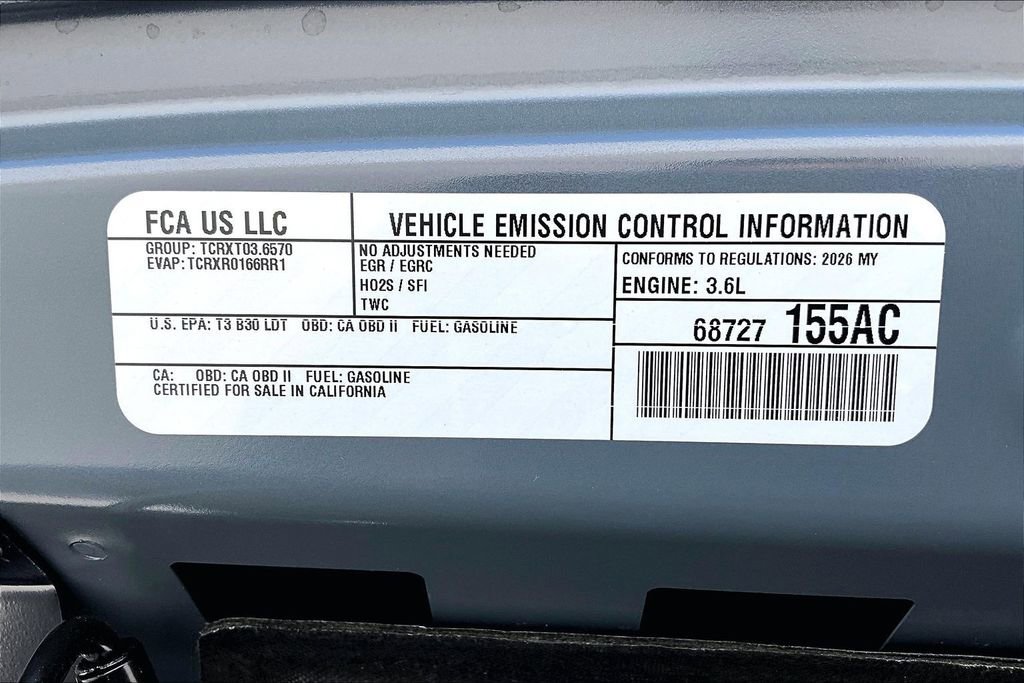 FCA US LLC
VEHICLE EMISSION CONTROL INFORMATION
GROUP: TCRXT03.6570
EVAP: TCRXR0166RR1
NO ADJUSTMENTS NEEDED
EGR / EGRC
HO2S / SFI
TWC
CONFORMS TO REGULATIONS: 2026 MY
ENGINE: 3.6L
U.S. EPA: T3 B30 LDT OBD: CA OBD II FUEL: GASOLINE
68727 155AC
CA: OBD: CA OBD II FUEL: GASOLINE
CERTIFIED FOR SALE IN CALIFORNIA